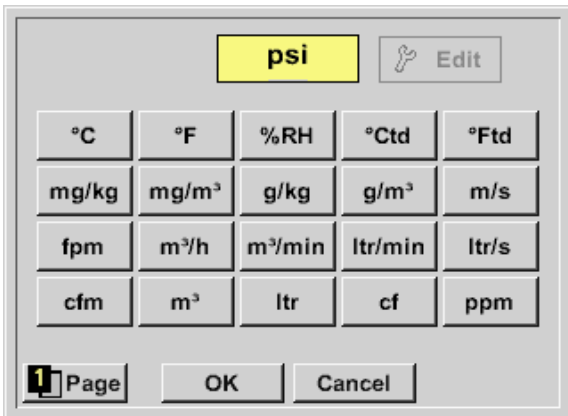 psi Edit
°C °F %RH °Ctd °Ftd
mg/kg mg/m³ g/kg g/m³ m/s
fpm m³/h m³/min ltr/min ltr/s
cfm m³ ltr cf ppm
1 Page OK Cancel